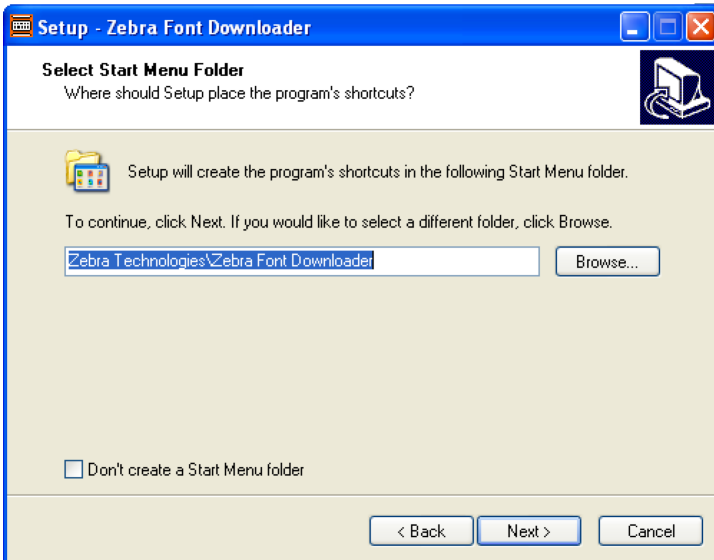 Setup - Zebra Font Downloader
Select Start Menu Folder
Where should Setup place the program's shortcuts?
Setup will create the program's shortcuts in the following Start Menu folder.
To continue, click Next. If you would like to select a different folder, click Browse.
Zebra Technologies\Zebra Font Downloader
Browse...
Don't create a Start Menu folder
< Back
Next >
Cancel